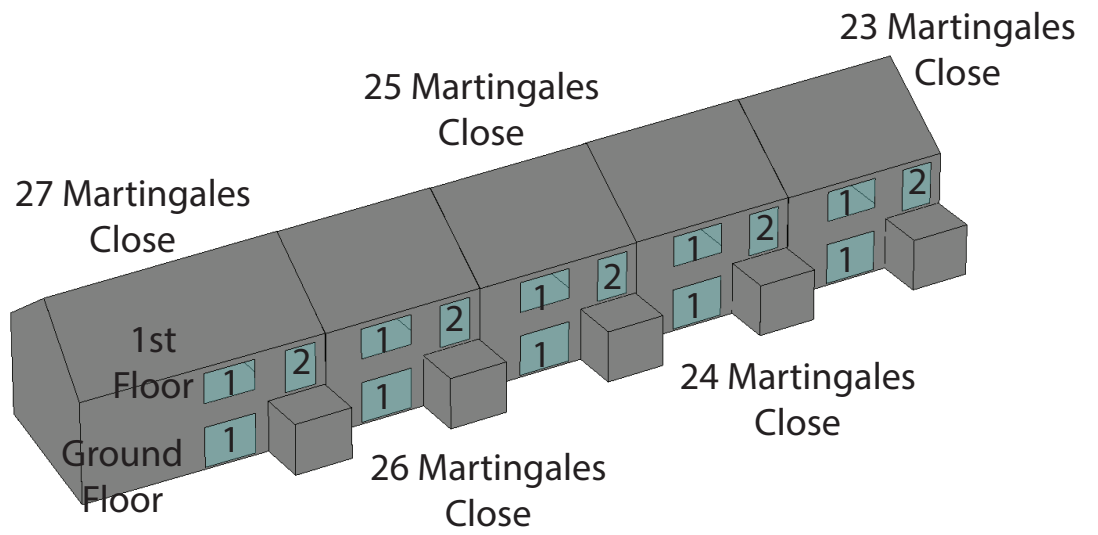 23 Martingales
Close
25 Martingales
Close
27 Martingales
Close
1 2
1 2
1 2
1 2
1 2
1
1
1
1
1
1st
Floor
Ground
Floor
24 Martingales
Close
26 Martingales
Close